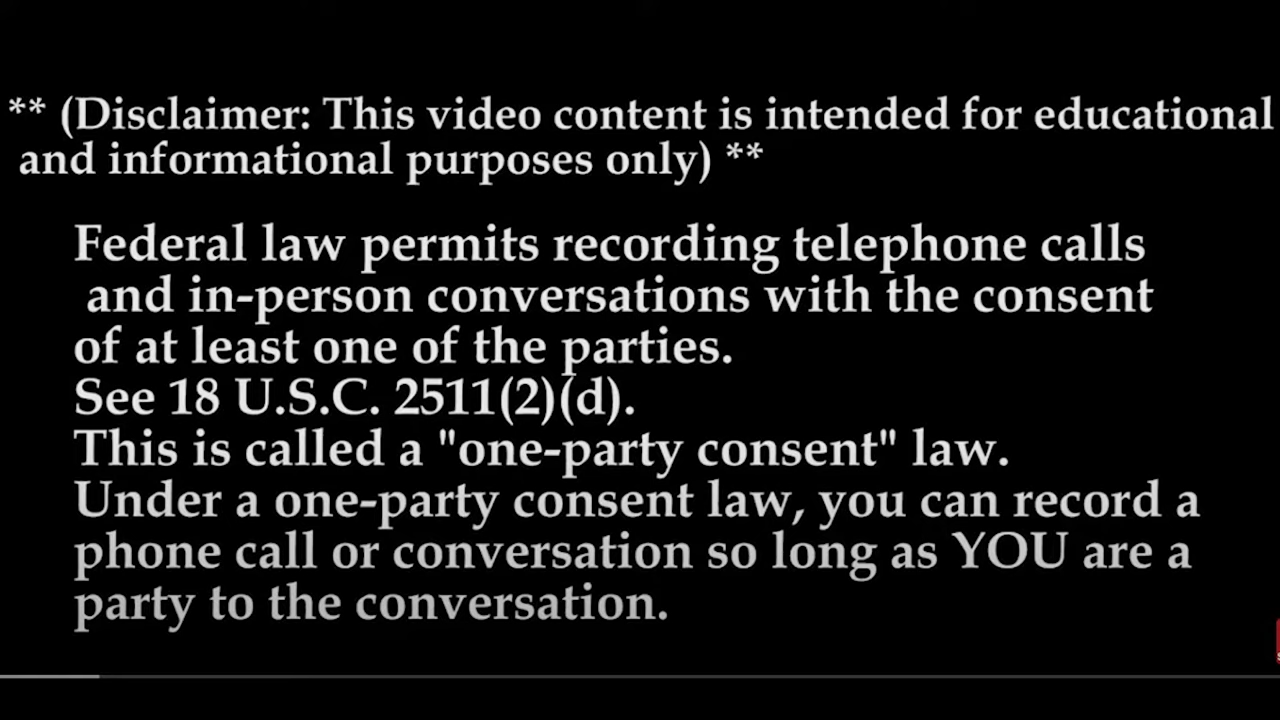 ** (Disclaimer: This video content is intended for educational
and informational purposes only) **
Federal law permits recording telephone calls
and in-person conversations with the consent
of at least one of the parties.
See 18 U.S.C. 2511(2)(d).
This is called a "one-party consent" law.
Under a one-party consent law, you can record a
phone call or conversation so long as YOU are a
party to the conversation.